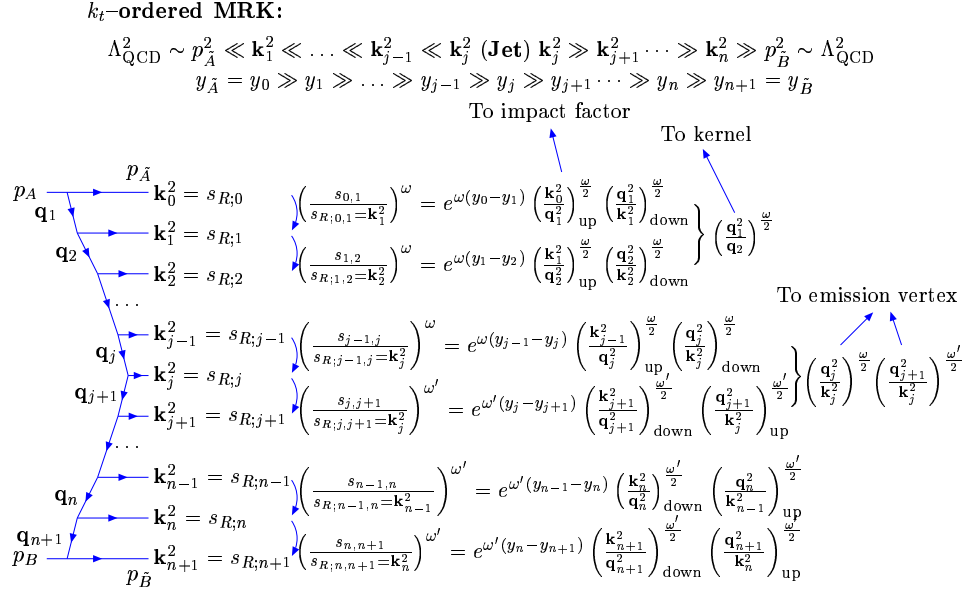 k_t–ordered MRK:
Λ²_QCD ∼ p²_Ã ≪ k²_1 ≪ … ≪ k²_{j−1} ≪ k²_j (Jet) k²_j ≫ k²_{j+1} ⋯ ≫ k²_n ≫ p²_B̃ ∼ Λ²_QCD
y_Ã = y_0 ≫ y_1 ≫ … ≫ y_{j−1} ≫ y_j ≫ y_{j+1} ⋯ ≫ y_n ≫ y_{n+1} = y_B̃
To impact factor
To kernel
p_Ã
p_A k²_0 = s_{R;0} (s_{0,1} / s_{R;0,1}=k²_1)^ω = e^{ω(y_0−y_1)} (k²_0/q²_1)^{ω/2}_up (q²_1/k²_1)^{ω/2}_down
q_1
k²_1 = s_{R;1} } (q²_1/q_2)^{ω/2}
q_2
k²_2 = s_{R;2} (s_{1,2} / s_{R;1,2}=k²_2)^ω = e^{ω(y_1−y_2)} (k²_1/q²_2)^{ω/2}_up (q²_2/k²_2)^{ω/2}_down
…
To emission vertex
k²_{j−1} = s_{R;j−1} (s_{j−1,j} / s_{R;j−1,j}=k²_j)^ω = e^{ω(y_{j−1}−y_j)} (k²_{j−1}/q²_j)^{ω/2}_up (q²_j/k²_j)^{ω/2}_down
q_j
k²_j = s_{R;j} } (q²_j/k²_j)^{ω/2} (q²_{j+1}/k²_j)^{ω′/2}
q_{j+1}
k²_{j+1} = s_{R;j+1} (s_{j,j+1} / s_{R;j,j+1}=k²_j)^{ω′} = e^{ω′(y_j−y_{j+1})} (k²_{j+1}/q²_{j+1})^{ω′/2}_down (q²_{j+1}/k²_j)^{ω′/2}_up
…
k²_{n−1} = s_{R;n−1} (s_{n−1,n} / s_{R;n−1,n}=k²_{n−1})^{ω′} = e^{ω′(y_{n−1}−y_n)} (k²_n/q²_n)^{ω′/2}_down (q²_n/k²_{n−1})^{ω′/2}_up
q_n
k²_n = s_{R;n}
q_{n+1}
p_B k²_{n+1} = s_{R;n+1} (s_{n,n+1} / s_{R;n,n+1}=k²_n)^{ω′} = e^{ω′(y_n−y_{n+1})} (k²_{n+1}/q²_{n+1})^{ω′/2}_down (q²_{n+1}/k²_n)^{ω′/2}_up
p_B̃